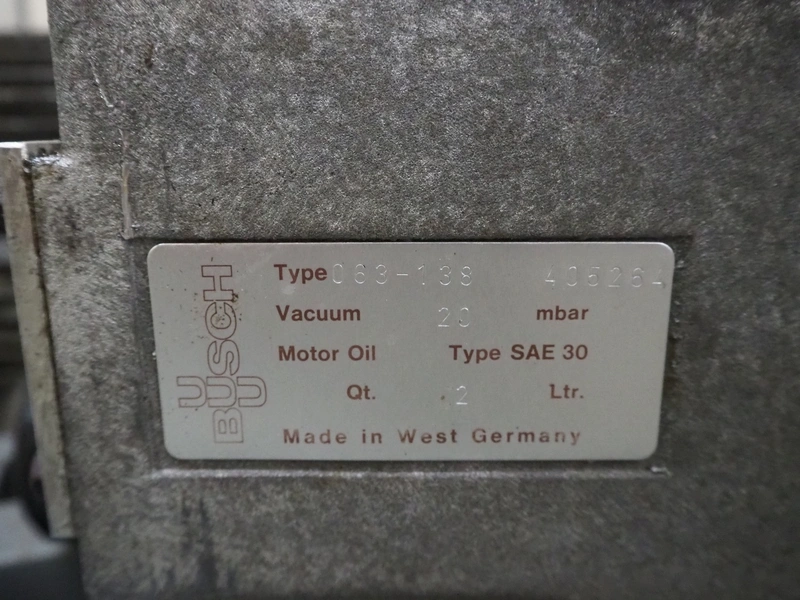 BUSCH
Type 063-138 405264
Vacuum 20 mbar
Motor Oil Type SAE 30
Qt. 2 Ltr.
Made in West Germany